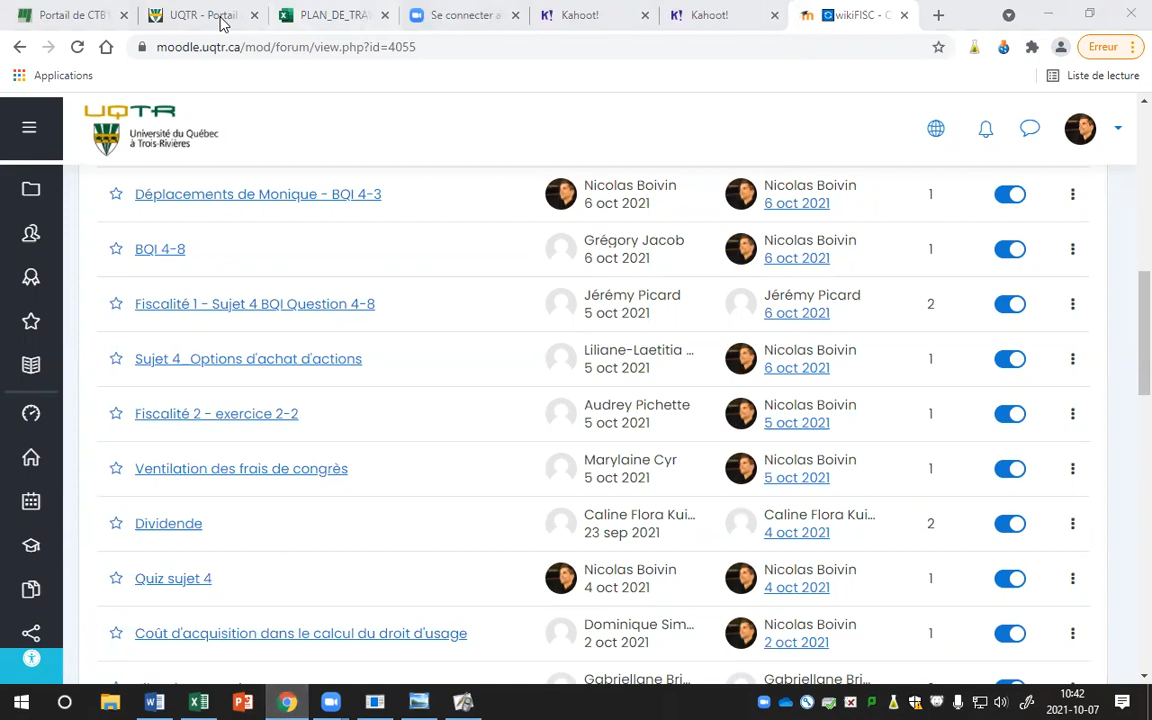 Portail de CTB1
UQTR - Portail
PLAN_DE_TRA
Se connecter a
Kahoot!
Kahoot!
wikiFISC - C
moodle.uqtr.ca/mod/forum/view.php?id=4055
Erreur
Applications
Liste de lecture
UQTR
Université du Québec
à Trois-Rivières
Déplacements de Monique - BQI 4-3
Nicolas Boivin
6 oct 2021
Nicolas Boivin
6 oct 2021
1
BQI 4-8
Grégory Jacob
6 oct 2021
Nicolas Boivin
6 oct 2021
1
Fiscalité 1 - Sujet 4 BQI Question 4-8
Jérémy Picard
5 oct 2021
Jérémy Picard
6 oct 2021
2
Sujet 4_Options d'achat d'actions
Liliane-Laetitia ...
5 oct 2021
Nicolas Boivin
6 oct 2021
1
Fiscalité 2 - exercice 2-2
Audrey Pichette
5 oct 2021
Nicolas Boivin
5 oct 2021
1
Ventilation des frais de congrès
Marylaine Cyr
5 oct 2021
Nicolas Boivin
5 oct 2021
1
Dividende
Caline Flora Kui...
23 sep 2021
Caline Flora Kui...
4 oct 2021
2
Quiz sujet 4
Nicolas Boivin
4 oct 2021
Nicolas Boivin
4 oct 2021
1
Coût d'acquisition dans le calcul du droit d'usage
Dominique Sim...
2 oct 2021
Nicolas Boivin
2 oct 2021
1
Gabriellane Bri...
Gabriellane Bri...
10:42
2021-10-07